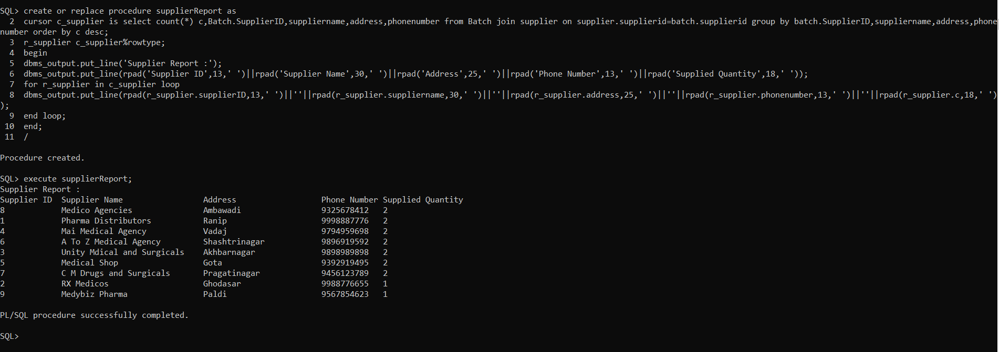 SQL> create or replace procedure supplierReport as
  2  cursor c_supplier is select count(*) c,Batch.SupplierID,suppliername,address,phonenumber from Batch join supplier on supplier.supplierid=batch.supplierid group by batch.SupplierID,suppliername,address,phone
number order by c desc;
  3  r_supplier c_supplier%rowtype;
  4  begin
  5  dbms_output.put_line('Supplier Report :');
  6  dbms_output.put_line(rpad('Supplier ID',13,' ')||rpad('Supplier Name',30,' ')||rpad('Address',25,' ')||rpad('Phone Number',13,' ')||rpad('Supplied Quantity',18,' '));
  7  for r_supplier in c_supplier loop
  8  dbms_output.put_line(rpad(r_supplier.supplierID,13,' ')||''||rpad(r_supplier.suppliername,30,' ')||''||rpad(r_supplier.address,25,' ')||''||rpad(r_supplier.phonenumber,13,' ')||''||rpad(r_supplier.c,18,' ')
);
  9  end loop;
 10  end;
 11  /
Procedure created.
SQL> execute supplierReport;
Supplier Report :
Supplier ID  Supplier Name                 Address                  Phone Number Supplied Quantity
8            Medico Agencies               Ambawadi                 9325678412   2
1            Pharma Distributors           Ranip                    9998887776   2
4            Mai Medical Agency            Vadaj                    9794959698   2
6            A To Z Medical Agency         Shashtrinagar            9896919592   2
3            Unity Mdical and Surgicals    Akhbarnagar              9898989898   2
5            Medical Shop                  Gota                     9392919495   2
7            C M Drugs and Surgicals       Pragatinagar             9456123789   2
2            RX Medicos                    Ghodasar                 9988776655   1
9            Medybiz Pharma                Paldi                    9567854623   1
PL/SQL procedure successfully completed.
SQL>